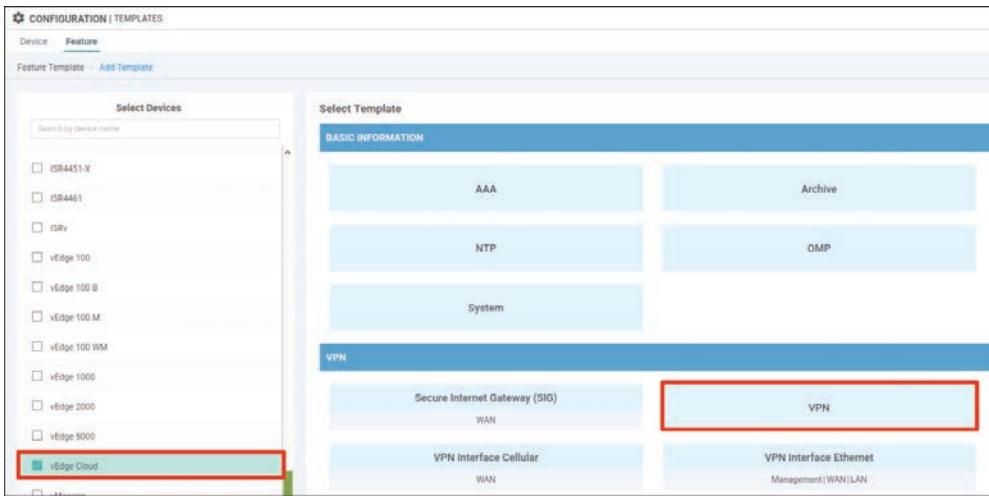 CONFIGURATION | TEMPLATES
Device Feature
Feature Template Add Template
Select Devices
Search by device name
ISR4451-X
ISR4461
ISRv
vEdge 100
vEdge 100 B
vEdge 100 M
vEdge 100 WM
vEdge 1000
vEdge 2000
vEdge 5000
vEdge Cloud
vManage
Select Template
BASIC INFORMATION
AAA
Archive
NTP
OMP
System
VPN
Secure Internet Gateway (SIG)
WAN
VPN
VPN Interface Cellular
WAN
VPN Interface Ethernet
Management | WAN | LAN